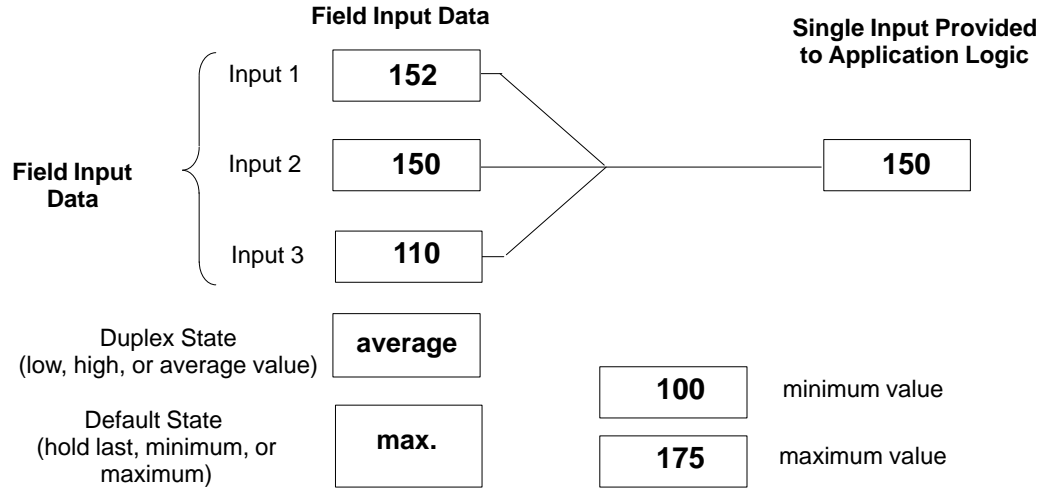 Field Input Data
Single Input Provided
to Application Logic
Input 1
152
Field Input
Data
Input 2
150
150
Input 3
110
Duplex State
(low, high, or average value)
average
100
minimum value
Default State
(hold last, minimum, or
maximum)
max.
175
maximum value